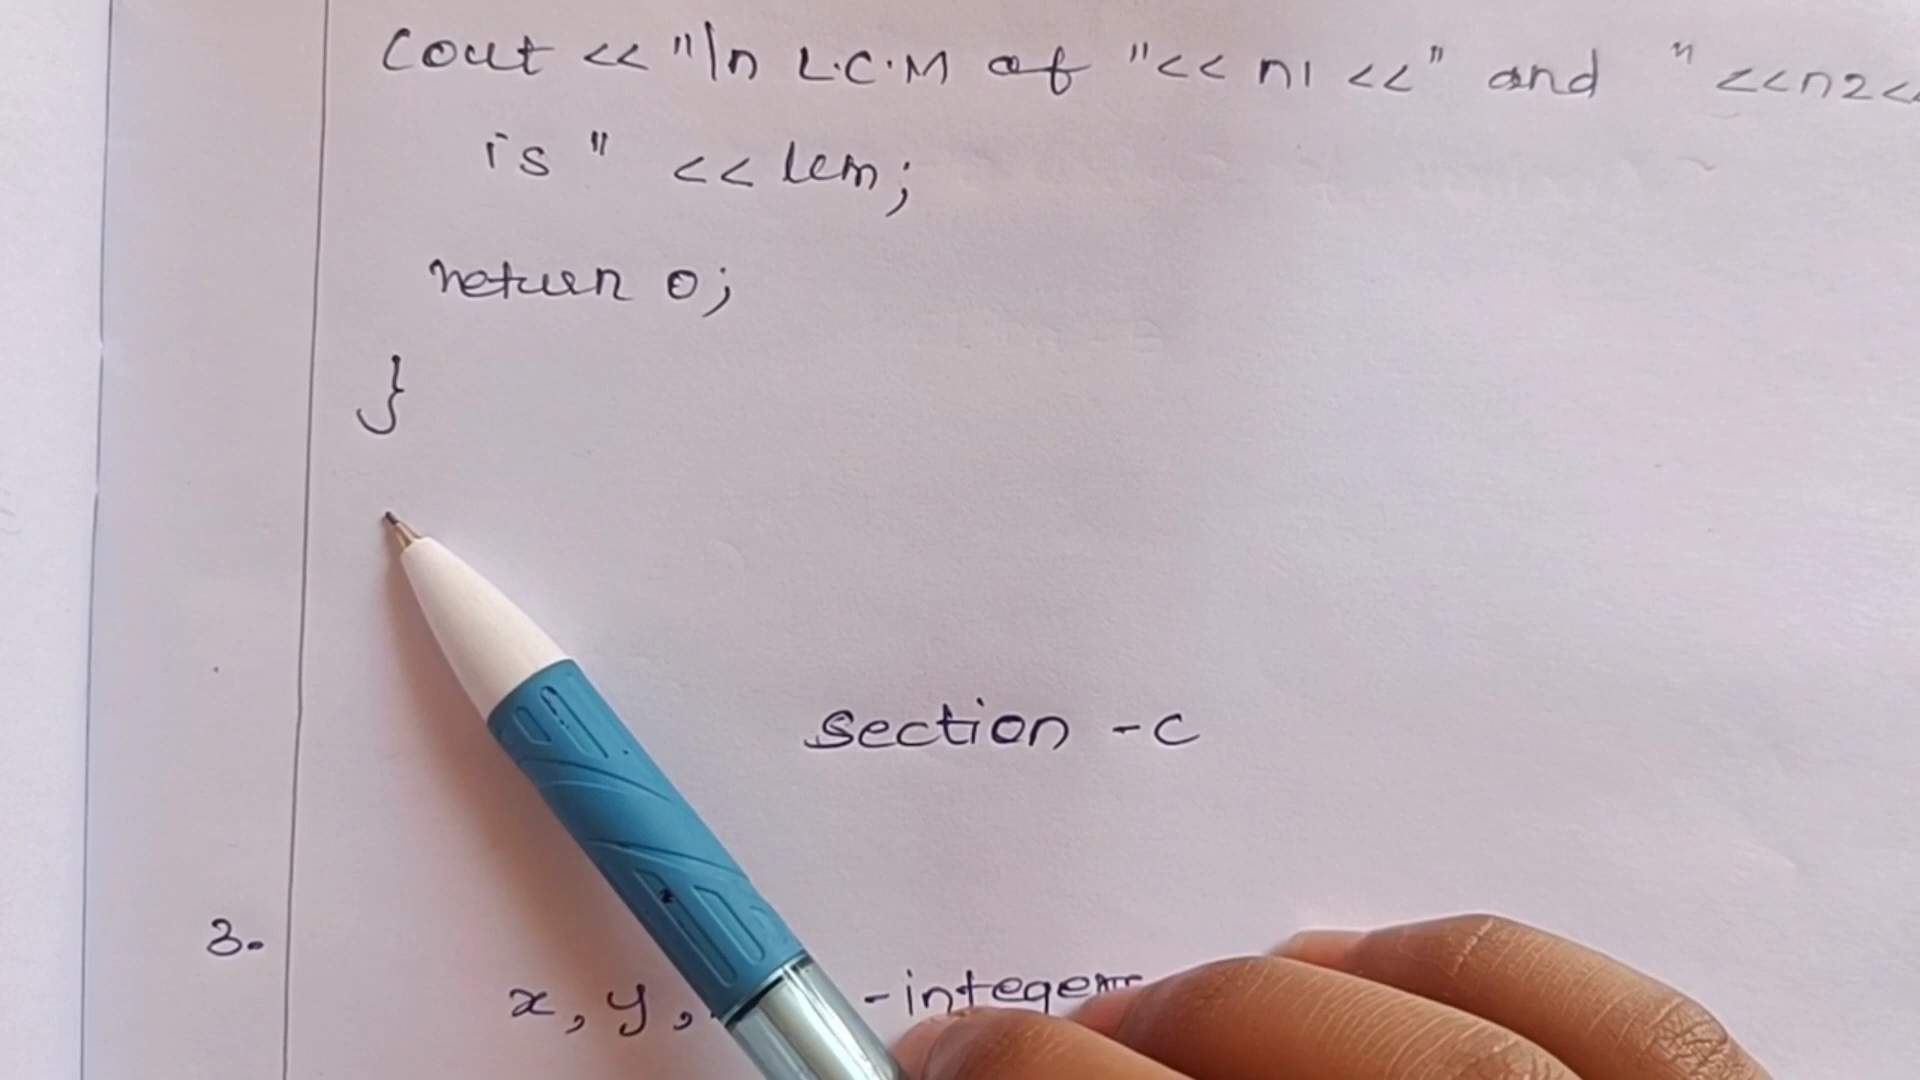 cout << "\n L.C.M of "<< n1 <<" and " <<n2<<
is " << lcm;
return 0;
}
section - c
3.
x, y, - integer